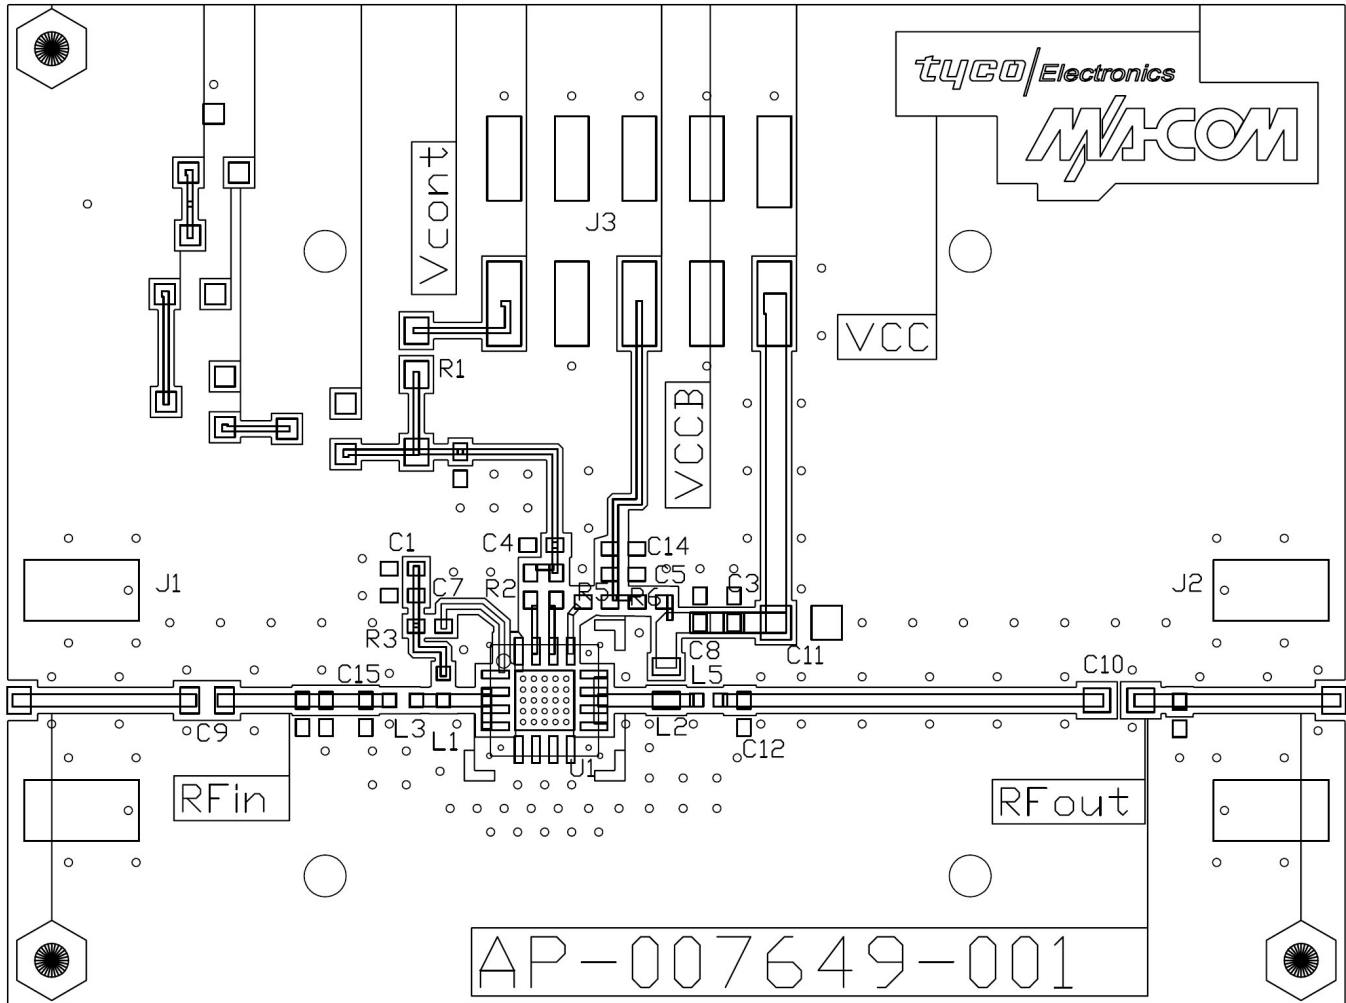 tyco/Electronics
M/A-COM
Vcont
J3
VCC
R1
VCCB
C1
C4
C14
J1
C7
R2
R5
R6
C5
C3
J2
R3
C8
C11
C15
L5
C10
C9
L3
L1
L2
C12
U1
RFin
RFout
AP-007649-001